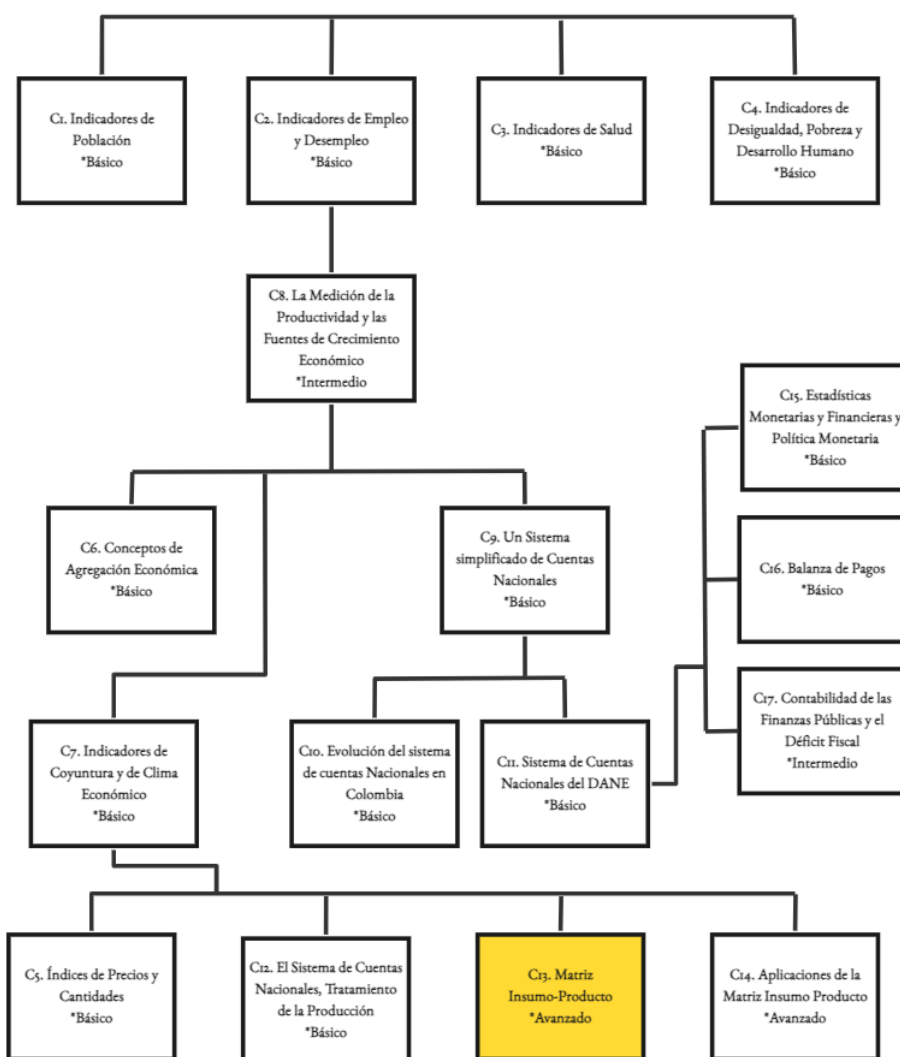 C1. Indicadores de
Población
*Básico
C2. Indicadores de Empleo
y Desempleo
*Básico
C3. Indicadores de Salud
*Básico
C4. Indicadores de
Desigualdad, Pobreza y
Desarrollo Humano
*Básico
C8. La Medición de la
Productividad y las
Fuentes de Crecimiento
Económico
*Intermedio
C15. Estadísticas
Monetarias y Financieras y
Política Monetaria
*Básico
C6. Conceptos de
Agregación Económica
*Básico
C9. Un Sistema
simplificado de Cuentas
Nacionales
*Básico
C16. Balanza de Pagos
*Básico
C17. Contabilidad de las
Finanzas Públicas y el
Déficit Fiscal
*Intermedio
C7. Indicadores de
Coyuntura y de Clima
Económico
*Básico
C10. Evolución del sistema
de cuentas Nacionales en
Colombia
*Básico
C11. Sistema de Cuentas
Nacionales del DANE
*Básico
C5. Índices de Precios y
Cantidades
*Básico
C12. El Sistema de Cuentas
Nacionales, Tratamiento
de la Producción
*Básico
C13. Matriz
Insumo-Producto
*Avanzado
C14. Aplicaciones de la
Matriz Insumo Producto
*Avanzado